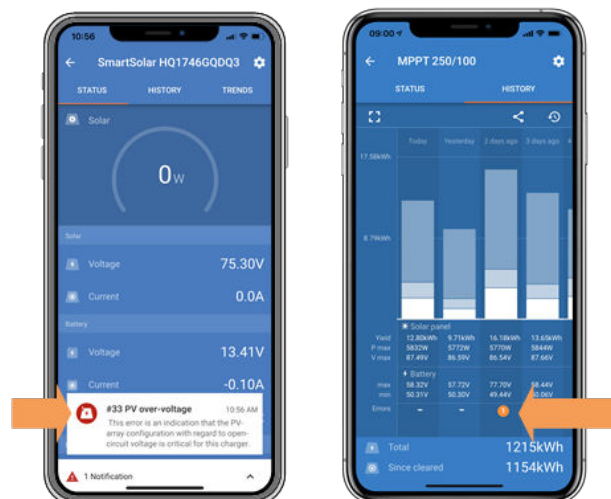 10:56
SmartSolar HQ1746GQDQ3
STATUS HISTORY TRENDS
Solar
0w
Solar
Voltage 75.30V
Current 0.0A
Battery
Voltage 13.41V
Current -0.10A
#33 PV over-voltage 10:56 AM
This error is an indication that the PV-
array configuration with regard to open-
circuit voltage is critical for this charger.
1 Notification
09:00
MPPT 250/100
STATUS HISTORY
Today Yesterday 2 days ago 3 days ago 4
17.58kWh
8.79kWh
Solar panel
Yield 12.80kWh 9.71kWh 16.18kWh 13.65kWh
P max 5832W 5772W 5770W 5844W
V max 87.49V 86.59V 86.54V 87.66V
Battery
max 58.32V 57.72V 77.70V 58.44V
min 50.31V 50.30V 49.44V 50.06V
Errors – – 1
Total 1215kWh
Since cleared 1154kWh